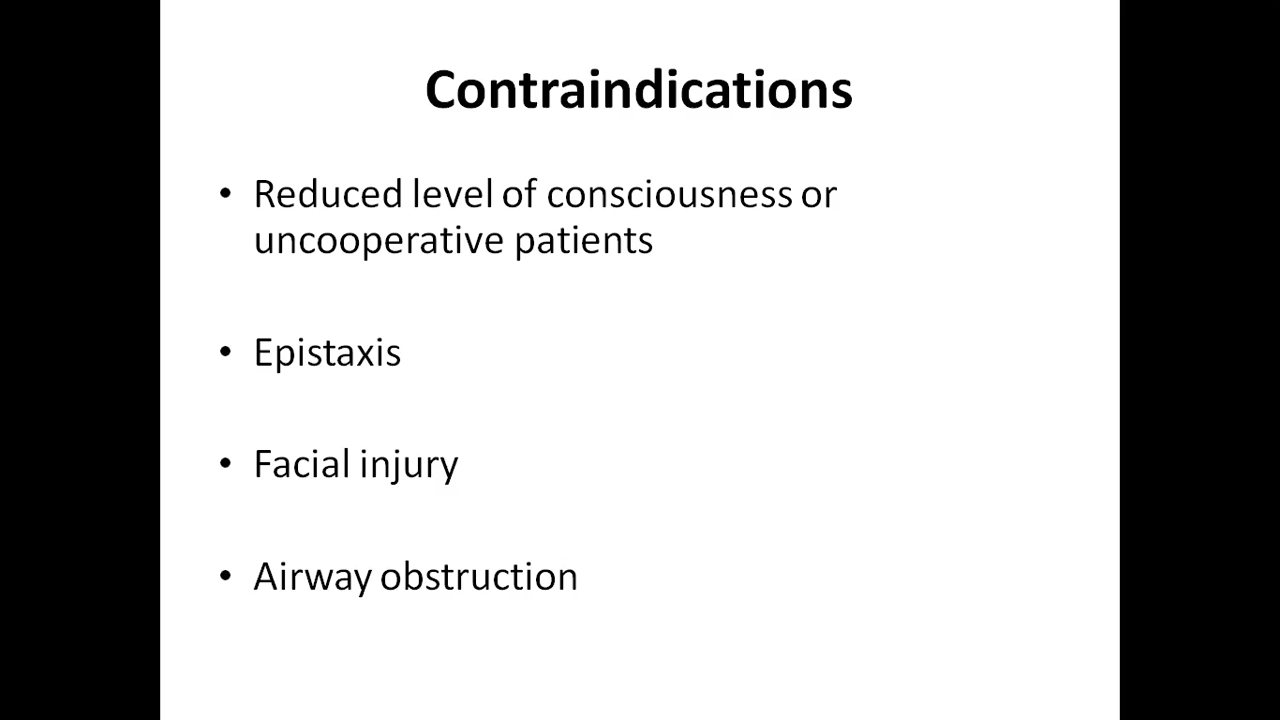 Contraindications
• Reduced level of consciousness or
uncooperative patients
• Epistaxis
• Facial injury
• Airway obstruction